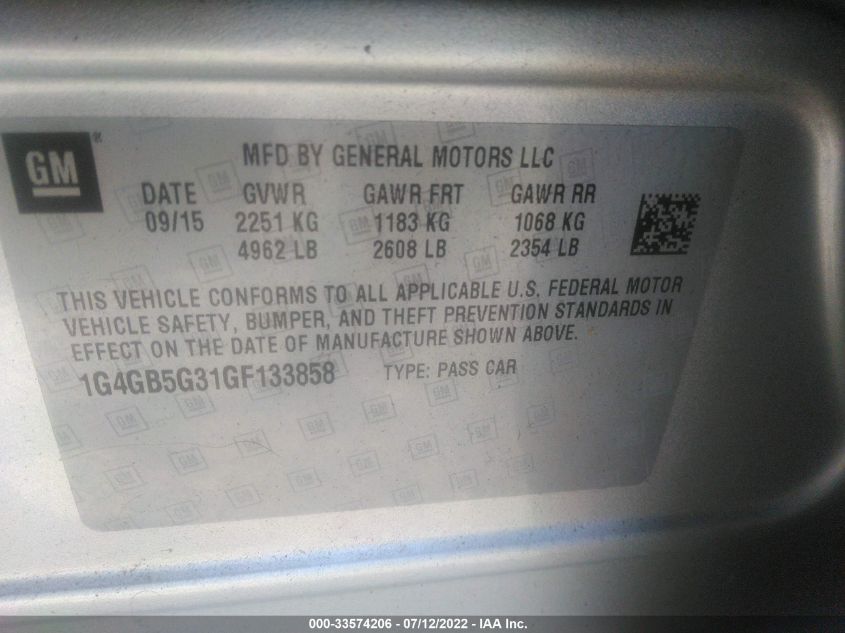 GM
MFD BY GENERAL MOTORS LLC
DATE GVWR GAWR FRT GAWR RR
09/15 2251 KG 1183 KG 1068 KG
4962 LB 2608 LB 2354 LB
THIS VEHICLE CONFORMS TO ALL APPLICABLE U.S. FEDERAL MOTOR
VEHICLE SAFETY, BUMPER, AND THEFT PREVENTION STANDARDS IN
EFFECT ON THE DATE OF MANUFACTURE SHOWN ABOVE.
1G4GB5G31GF133858 TYPE: PASS CAR
000-33574206 - 07/12/2022 - IAA Inc.